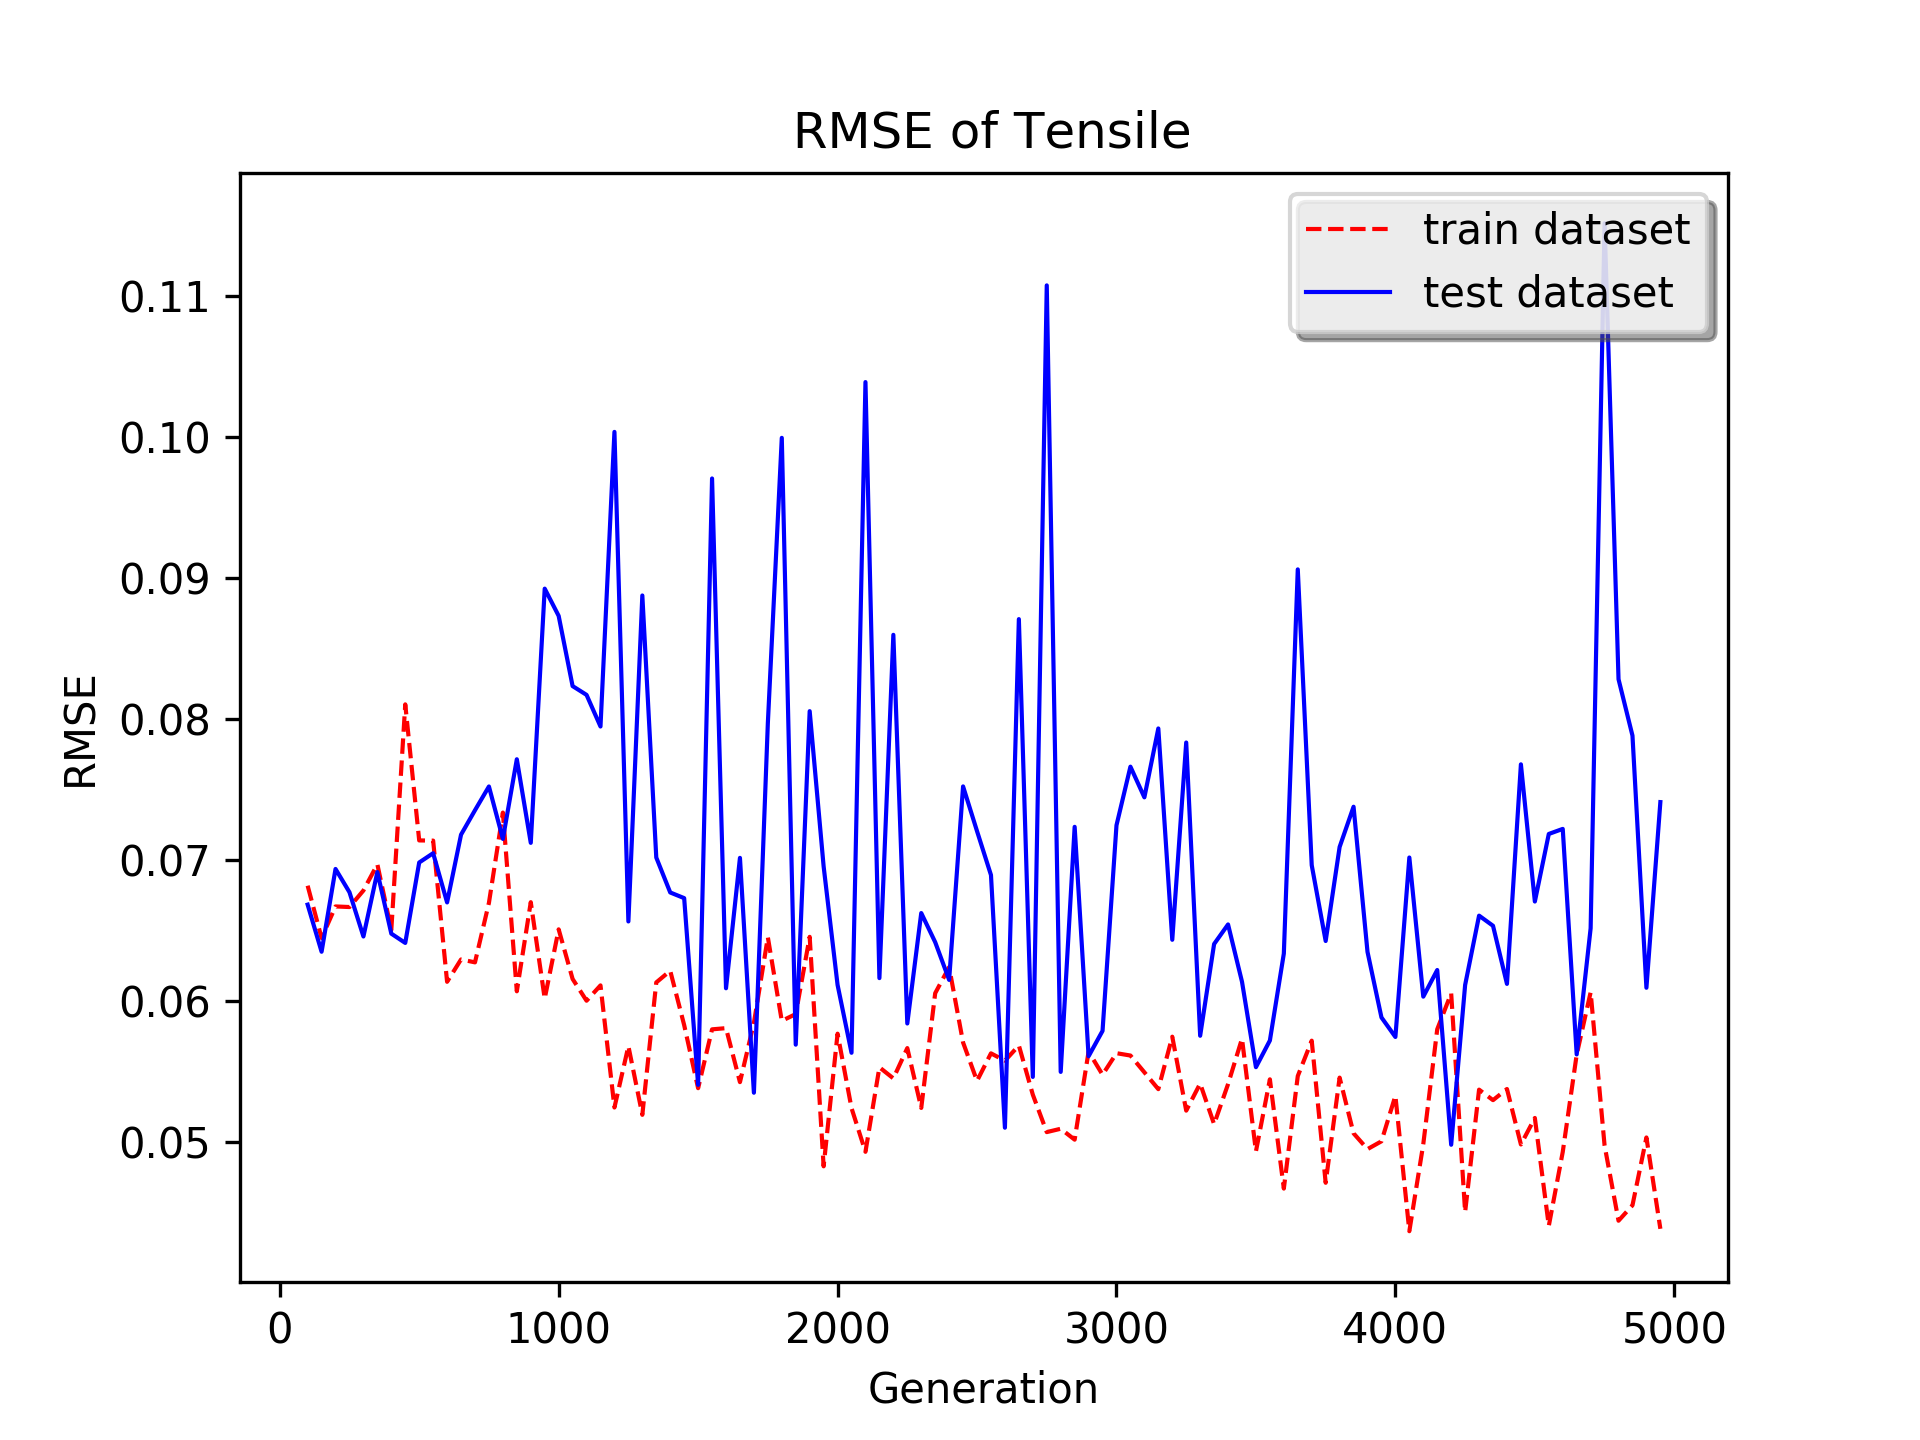 RMSE of Tensile
train dataset
test dataset
0.11
0.10
0.09
0.08
0.07
0.06
0.05
RMSE
0 1000 2000 3000 4000 5000
Generation